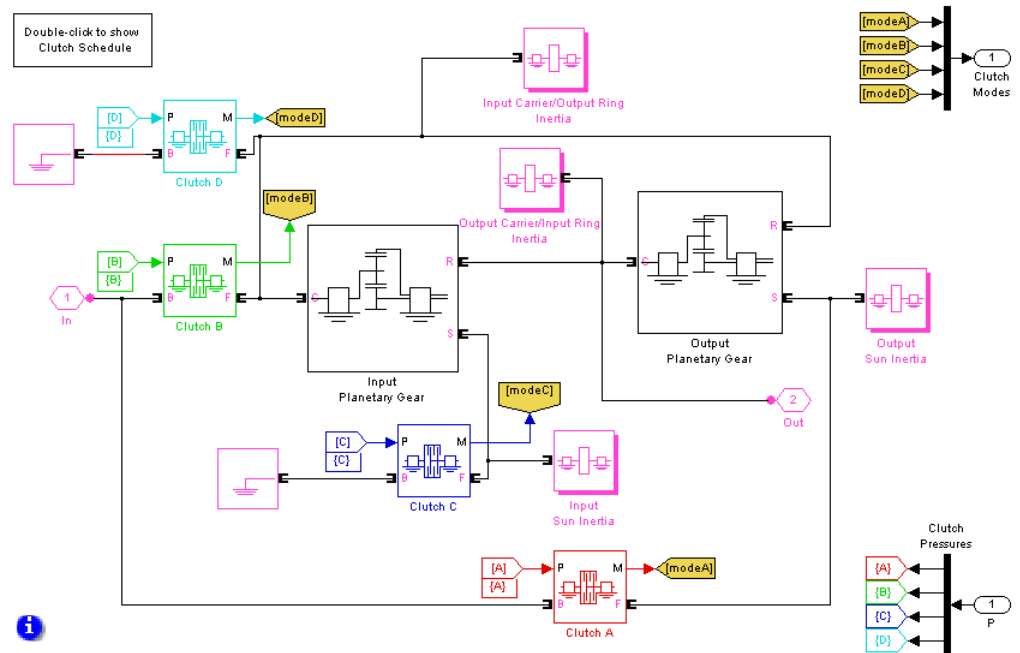 Double-click to show
Clutch Schedule
[modeA]
[modeB]
[modeC]
[modeD]
1
Clutch
Modes
Input Carrier/Output Ring
Inertia
[D]
{D}
P
M
B
F
Clutch D
[modeD]
[modeB]
Output Carrier/Input Ring
Inertia
[B]
{B}
P
M
B
F
Clutch B
1
In
C
R
S
Input
Planetary Gear
C
R
S
Output
Planetary Gear
Output
Sun Inertia
2
Out
[modeC]
[C]
{C}
P
M
B
F
Clutch C
Input
Sun Inertia
[A]
{A}
P
M
B
F
Clutch A
[modeA]
Clutch
Pressures
{A}
{B}
{C}
{D}
1
P
i